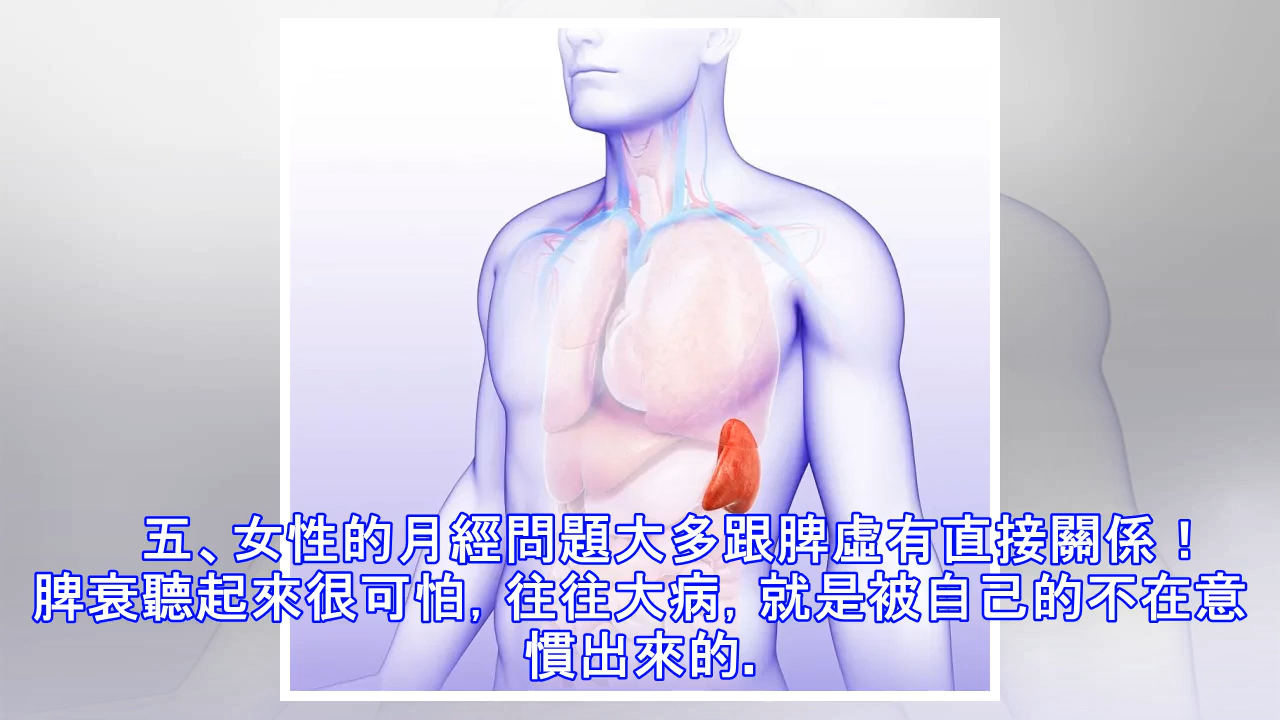 五、女性的月經問題大多跟脾虛有直接關係！
脾衰聽起來很可怕, 往往大病, 就是被自己的不在意
慣出來的.